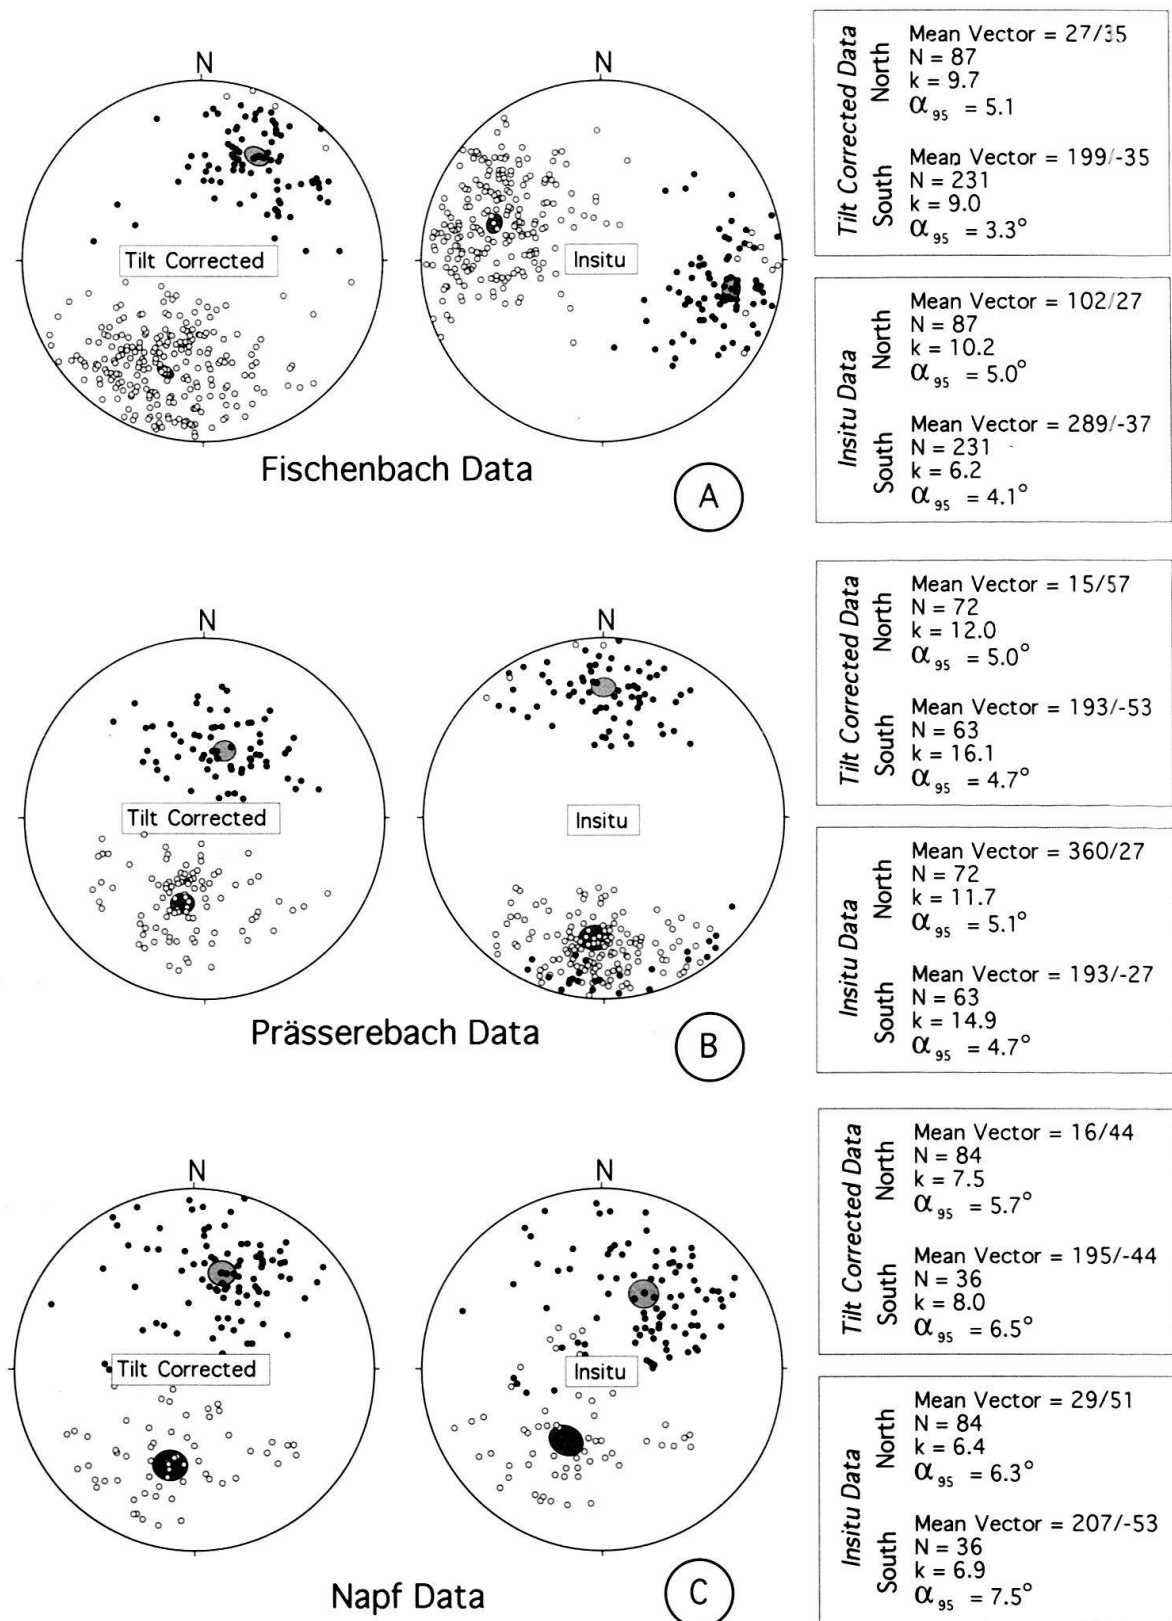 N
N
Tilt Corrected
Insitu
Fischenbach Data
A
Tilt Corrected Data
North
Mean Vector = 27/35
N = 87
k = 9.7
α95 = 5.1
South
Mean Vector = 199/-35
N = 231
k = 9.0
α95 = 3.3°
Insitu Data
North
Mean Vector = 102/27
N = 87
k = 10.2
α95 = 5.0°
South
Mean Vector = 289/-37
N = 231
k = 6.2
α95 = 4.1°
N
N
Tilt Corrected
Insitu
Prässerebach Data
B
Tilt Corrected Data
North
Mean Vector = 15/57
N = 72
k = 12.0
α95 = 5.0°
South
Mean Vector = 193/-53
N = 63
k = 16.1
α95 = 4.7°
Insitu Data
North
Mean Vector = 360/27
N = 72
k = 11.7
α95 = 5.1°
South
Mean Vector = 193/-27
N = 63
k = 14.9
α95 = 4.7°
N
N
Tilt Corrected
Insitu
Napf Data
C
Tilt Corrected Data
North
Mean Vector = 16/44
N = 84
k = 7.5
α95 = 5.7°
South
Mean Vector = 195/-44
N = 36
k = 8.0
α95 = 6.5°
Insitu Data
North
Mean Vector = 29/51
N = 84
k = 6.4
α95 = 6.3°
South
Mean Vector = 207/-53
N = 36
k = 6.9
α95 = 7.5°